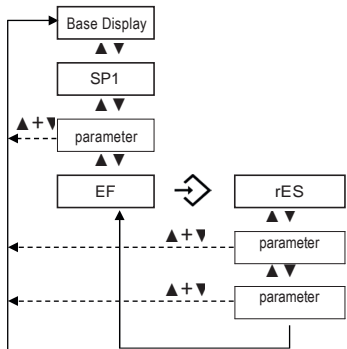 Base Display
▲ ▼
SP1
▲ ▼
▲+▼
parameter
▲ ▼
EF
rES
▲ ▼
▲+▼
parameter
▲ ▼
▲+▼
parameter